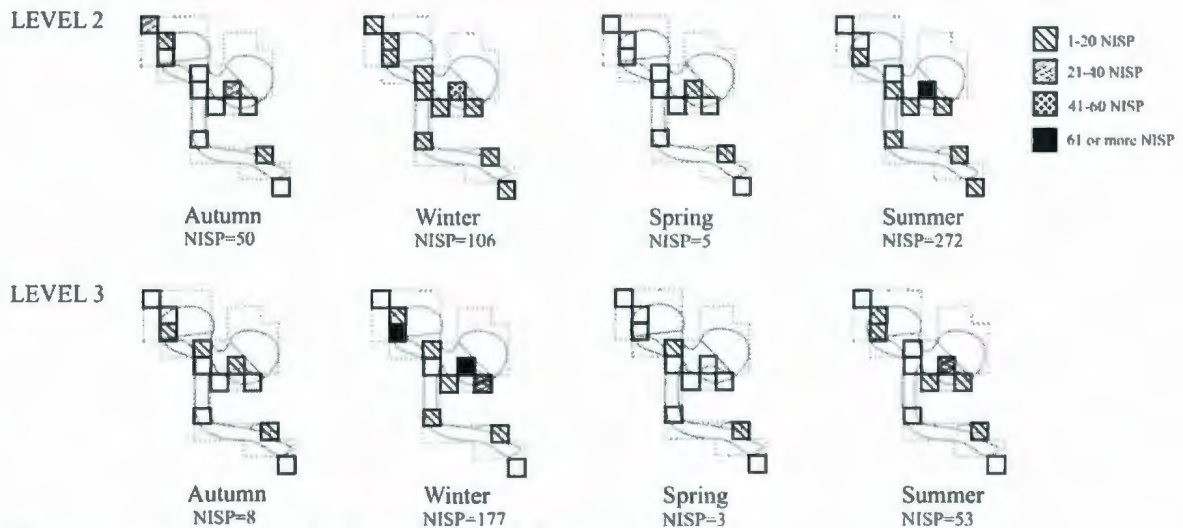 LEVEL 2
1-20 NISP
21-40 NISP
41-60 NISP
61 or more NISP
Autumn
NISP=50
Winter
NISP=106
Spring
NISP=5
Summer
NISP=272
LEVEL 3
Autumn
NISP=8
Winter
NISP=177
Spring
NISP=3
Summer
NISP=53